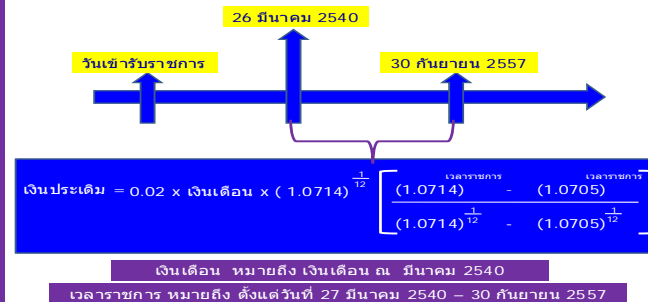 26 มีนาคม 2540
วันเข้ารับราชการ
30 กันยายน 2557
เวลาราชการ เวลาราชการ
เงินประเดิม = 0.02 x เงินเดือน x ( 1.0714) 1/12 [ (1.0714) - (1.0705) ]
(1.0714) 1/12 - (1.0705) 1/12
เงินเดือน หมายถึง เงินเดือน ณ มีนาคม 2540
เวลาราชการ หมายถึง ตั้งแต่วันที่ 27 มีนาคม 2540 – 30 กันยายน 2557